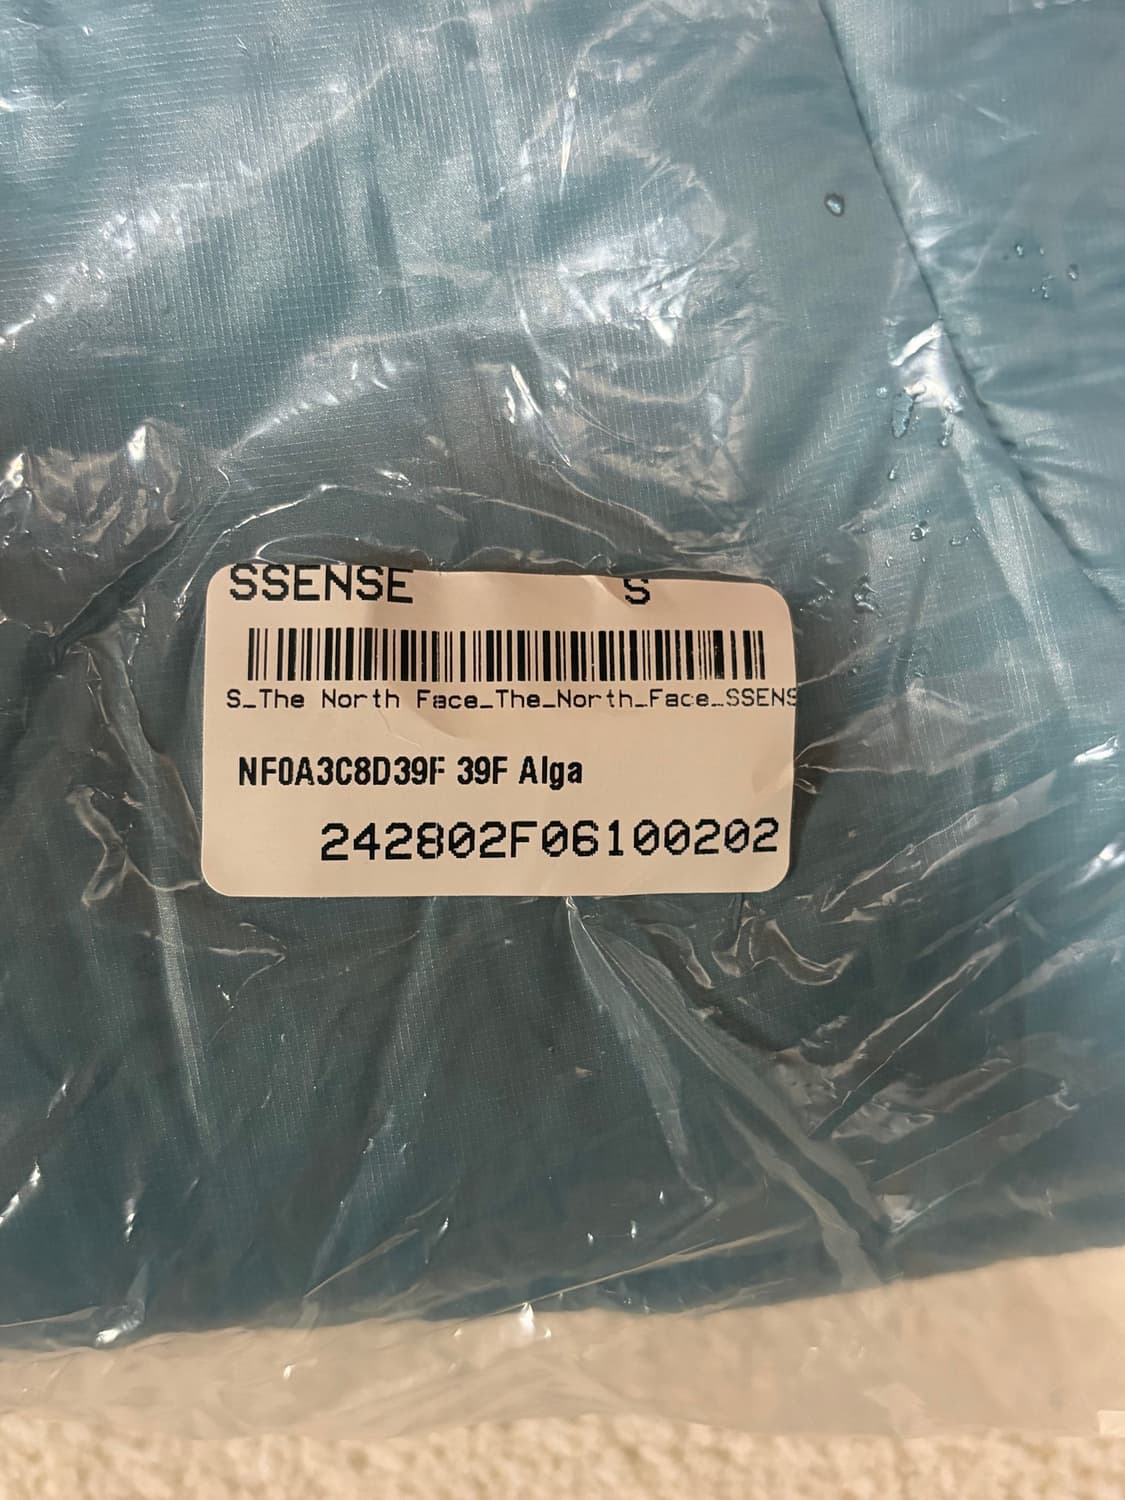 SSENSE S
S_The North Face_The_North_Face_SSENS
NF0A3C8D39F 39F Alga
242802F06100202